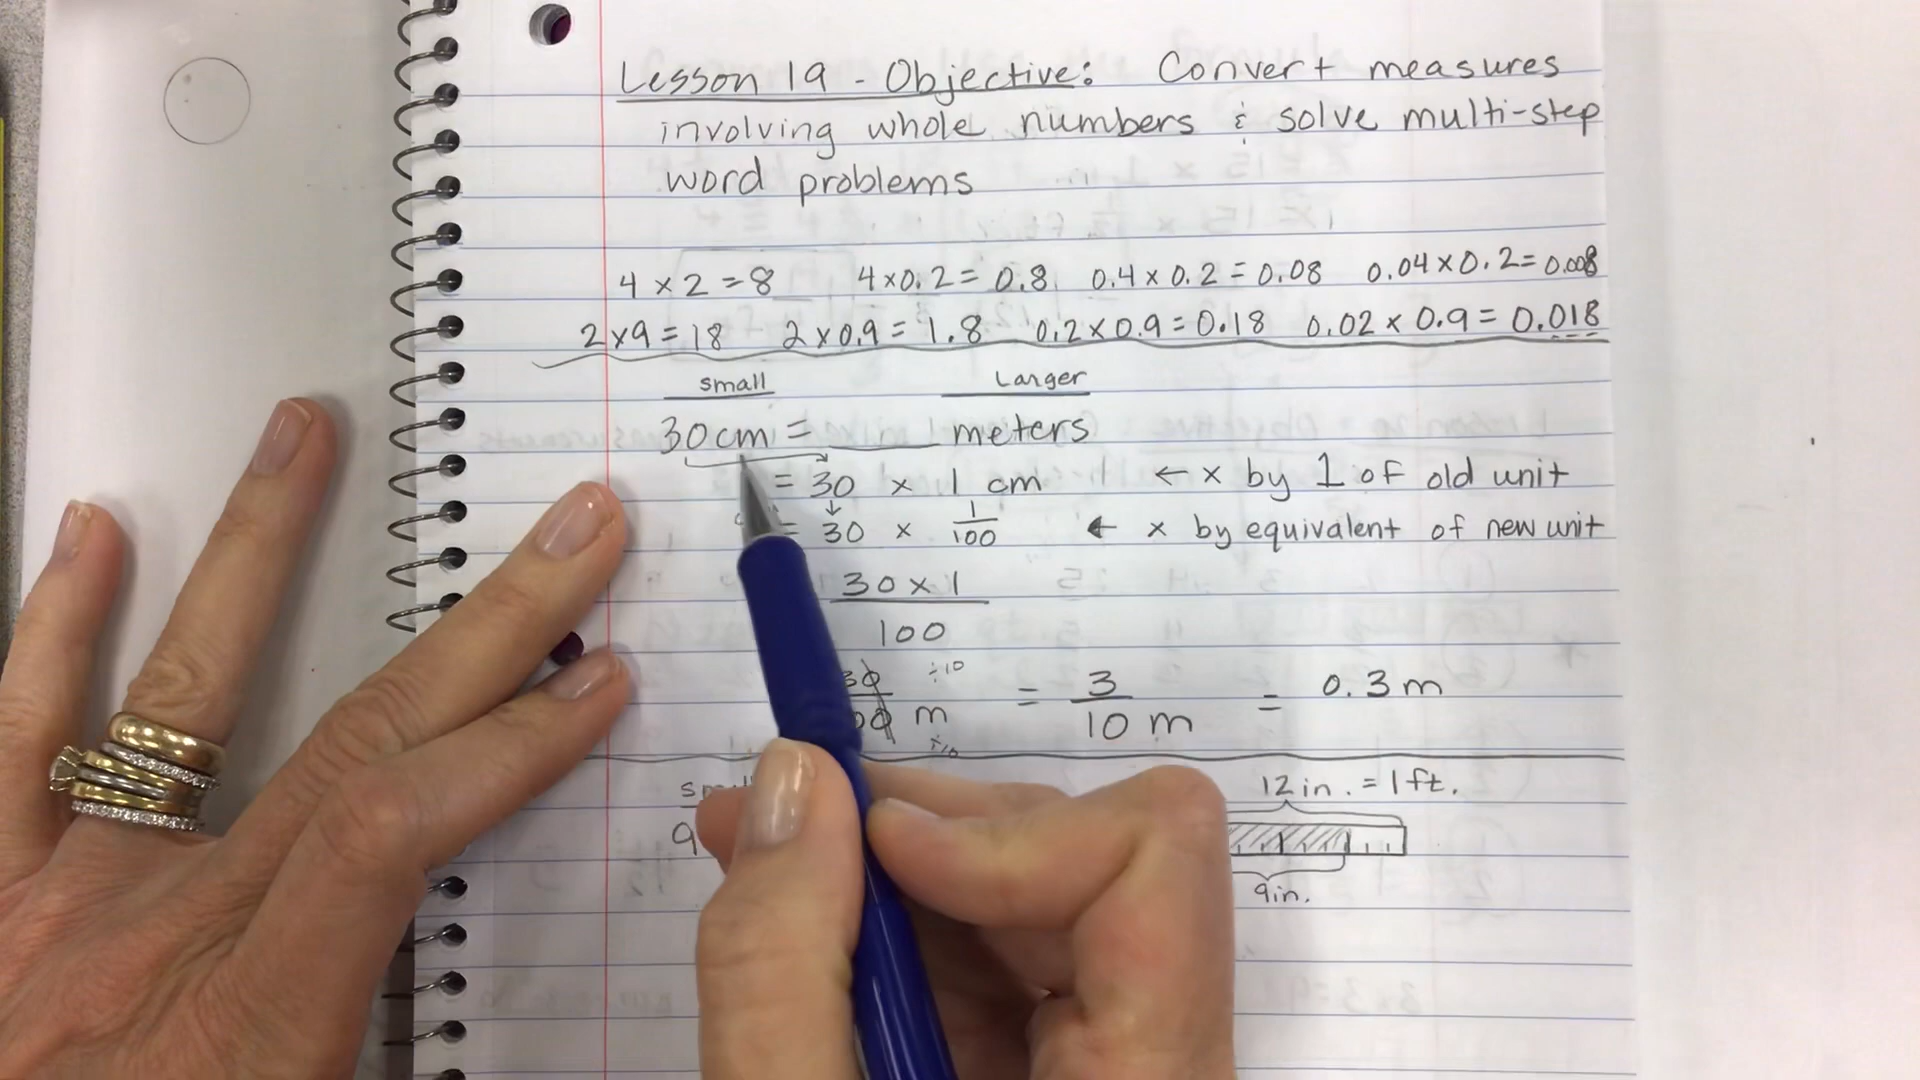 Lesson 19 - Objective: Convert measures
involving whole numbers & solve multi-step
word problems
4 x 2 = 8 4 x 0.2 = 0.8 0.4 x 0.2 = 0.08 0.04 x 0.2 = 0.008
2 x 9 = 18 2 x 0.9 = 1.8 0.2 x 0.9 = 0.18 0.02 x 0.9 = 0.018
small Larger
30 cm = ____ meters
= 30 x 1 cm ← x by 1 of old unit
= 30 x 1/100 ← x by equivalent of new unit
30 x 1
100
30 ÷10
m = 3/10 m = 0.3 m
÷10
12 in. = 1 ft.
9
9 in.